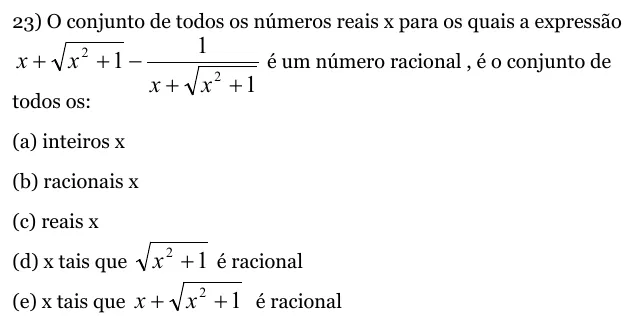 23) O conjunto de todos os números reais x para os quais a expressão
x + √(x² + 1) − 1/(x + √(x² + 1)) é um número racional , é o conjunto de
todos os:
(a) inteiros x
(b) racionais x
(c) reais x
(d) x tais que √(x² + 1) é racional
(e) x tais que x + √(x² + 1) é racional